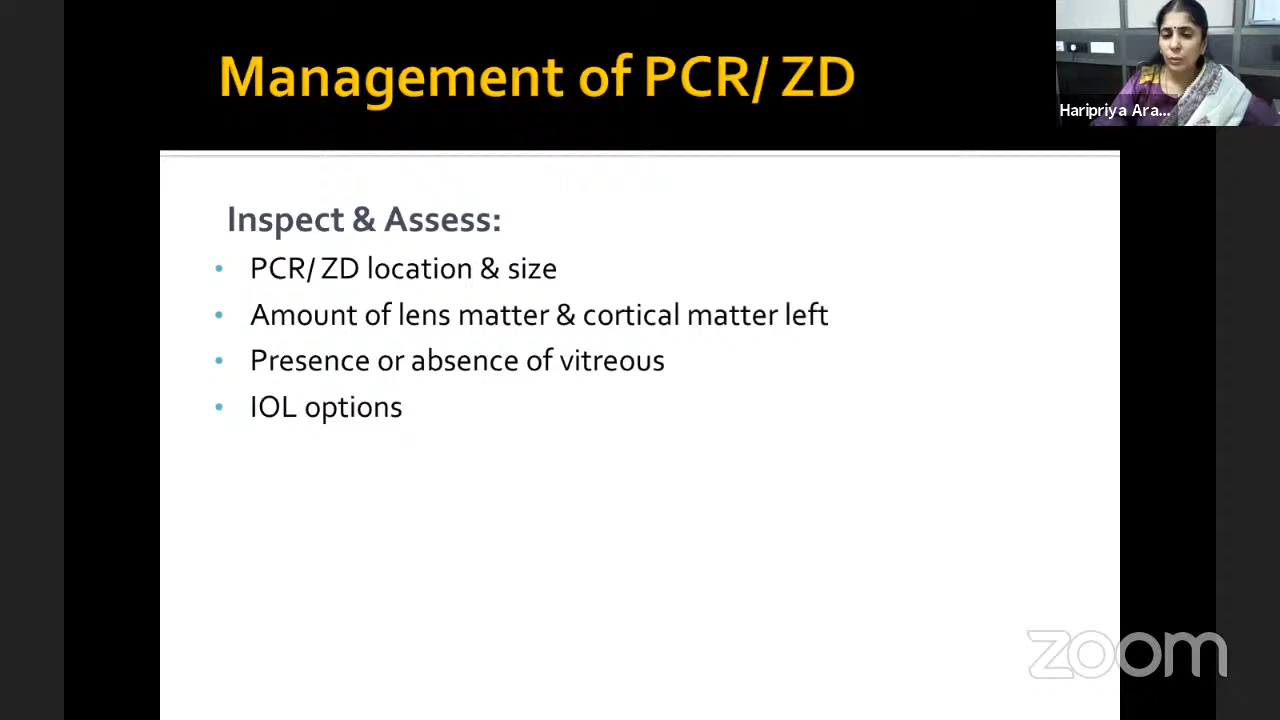 Management of PCR/ ZD
Haripriya Ara...
Inspect & Assess:
• PCR/ ZD location & size
• Amount of lens matter & cortical matter left
• Presence or absence of vitreous
• IOL options
zoom